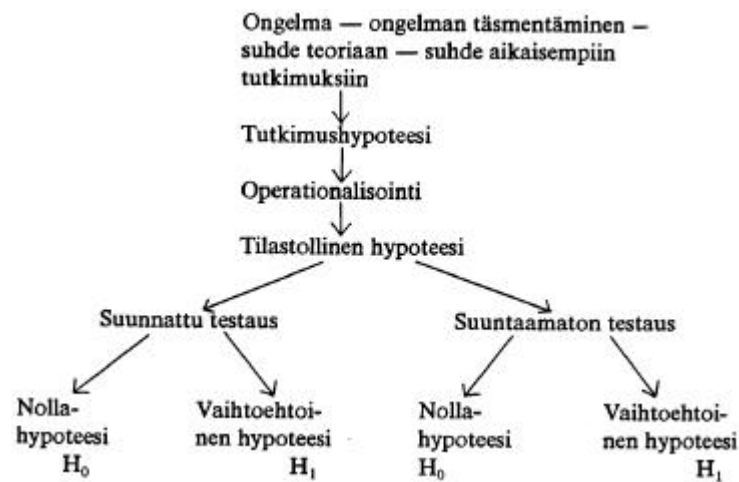 Ongelma — ongelman täsmentäminen –
suhde teoriaan — suhde aikaisempiin
tutkimuksiin
Tutkimushypoteesi
Operationalisointi
Tilastollinen hypoteesi
Suunnattu testaus
Suuntaamaton testaus
Nolla-
hypoteesi
H₀
Vaihtoehtoi-
nen hypoteesi
H₁
Nolla-
hypoteesi
H₀
Vaihtoehtoi-
nen hypoteesi
H₁